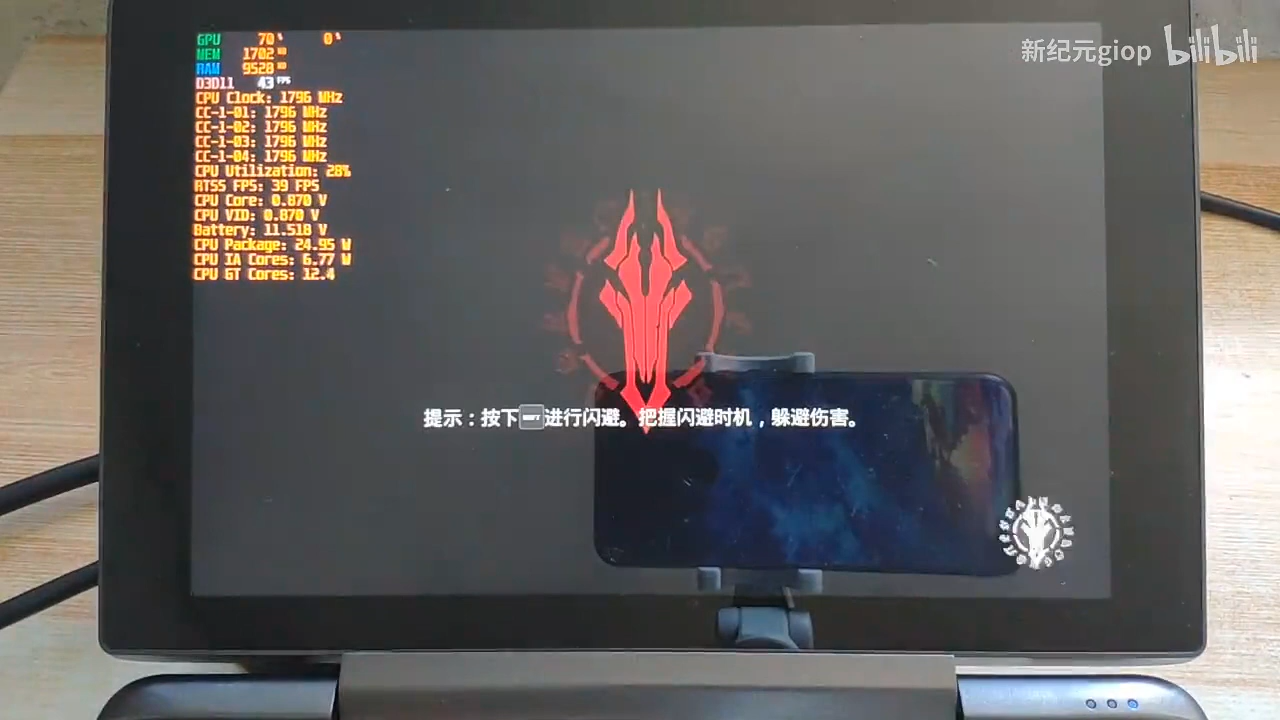 新纪元giop bilibili
GPU 70% 0%
MEM 1702 MB
RAM 9528 MB
D3D11 43 FPS
CPU Clock: 1796 MHz
CC-1-01: 1796 MHz
CC-1-02: 1796 MHz
CC-1-03: 1796 MHz
CC-1-04: 1796 MHz
CPU Utilization: 28%
RTSS FPS: 39 FPS
CPU Core: 0.870 V
CPU VID: 0.870 V
Battery: 11.518 V
CPU Package: 24.95 W
CPU IA Cores: 6.77 W
CPU GT Cores: 12.4
提示：按下 进行闪避。把握闪避时机，躲避伤害。